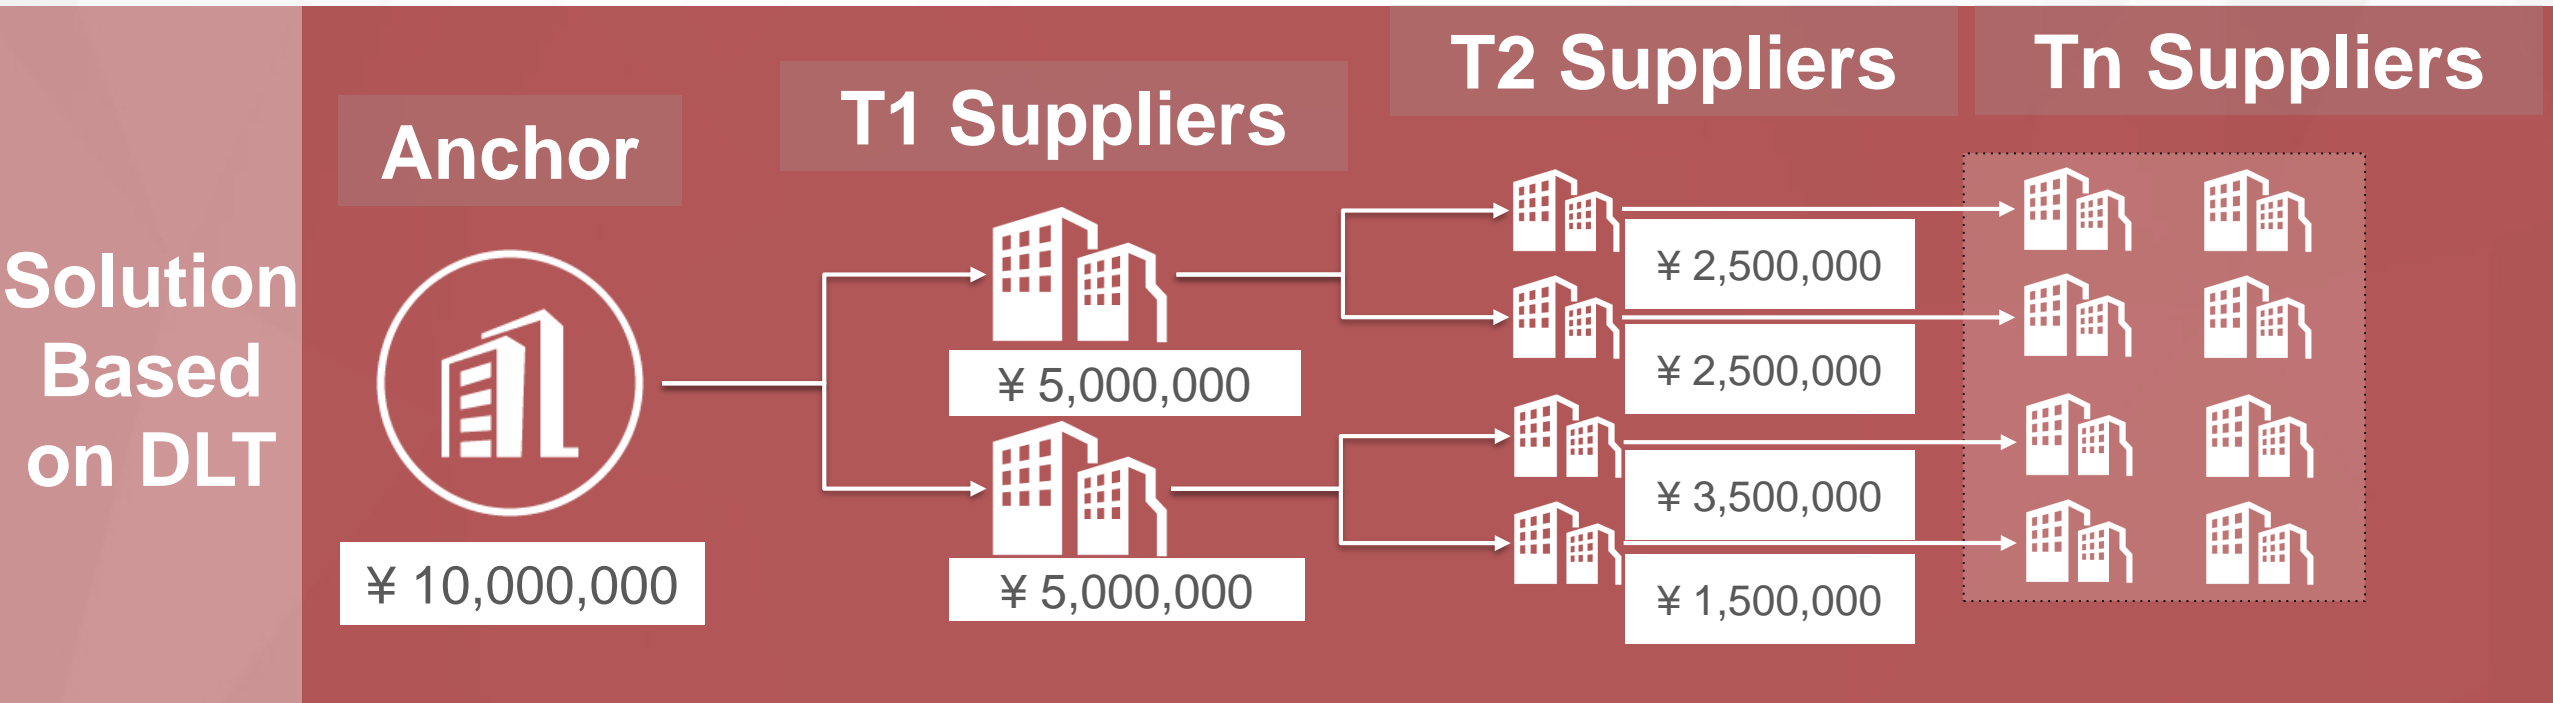 Solution
Based
on DLT
Anchor
¥ 10,000,000
T1 Suppliers
¥ 5,000,000
¥ 5,000,000
T2 Suppliers
¥ 2,500,000
¥ 2,500,000
¥ 3,500,000
¥ 1,500,000
Tn Suppliers